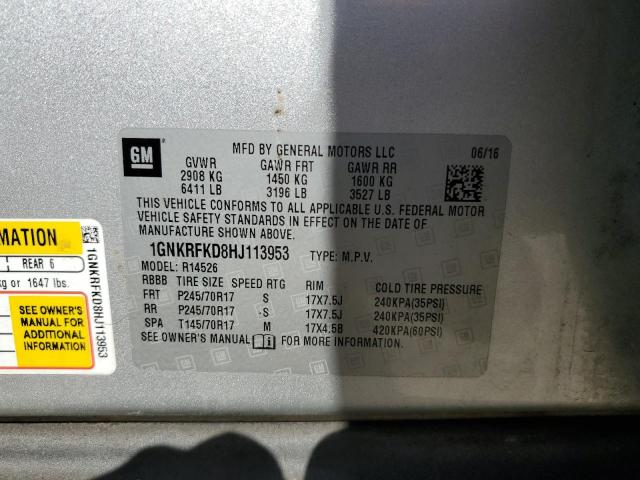 GM
MFD BY GENERAL MOTORS LLC 06/16
GVWR GAWR FRT GAWR RR
2908 KG 1450 KG 1600 KG
6411 LB 3196 LB 3527 LB
THIS VEHICLE CONFORMS TO ALL APPLICABLE U.S. FEDERAL MOTOR
VEHICLE SAFETY STANDARDS IN EFFECT ON THE DATE OF
MANUFACTURE SHOWN ABOVE.
1GNKRFKD8HJ113953 TYPE: M.P.V.
MODEL: R14526
RBBB TIRE SIZE SPEED RTG RIM COLD TIRE PRESSURE
FRT P245/70R17 S 17X7.5J 240KPA(35PSI)
RR P245/70R17 S 17X7.5J 240KPA(35PSI)
SPA T145/70R17 M 17X4.5B 420KPA(60PSI)
SEE OWNER'S MANUAL FOR MORE INFORMATION.
MATION
REAR 6
kg or 1647 lbs.
SEE OWNER'S
MANUAL FOR
ADDITIONAL
INFORMATION
1GNKRFKD8HJ113953